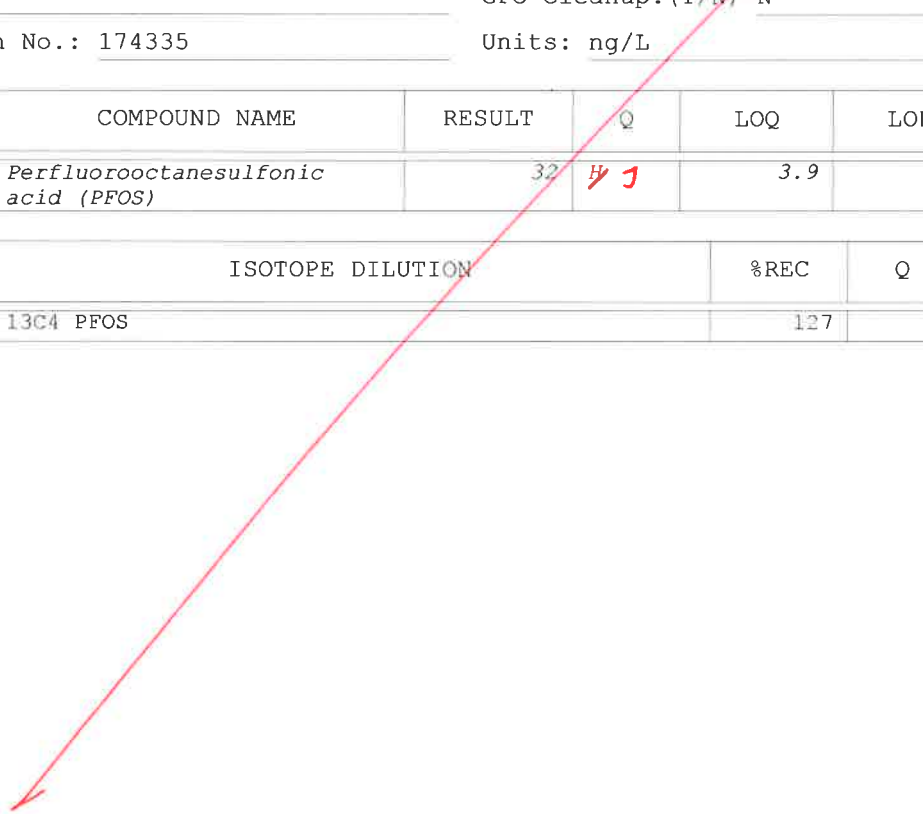 n No.: 174335 Units: ng/L
COMPOUND NAME RESULT Q LOQ
Perfluorooctanesulfonic 32 H J 3.9
acid (PFOS)
ISOTOPE DILUTION %REC Q
13C4 PFOS 127